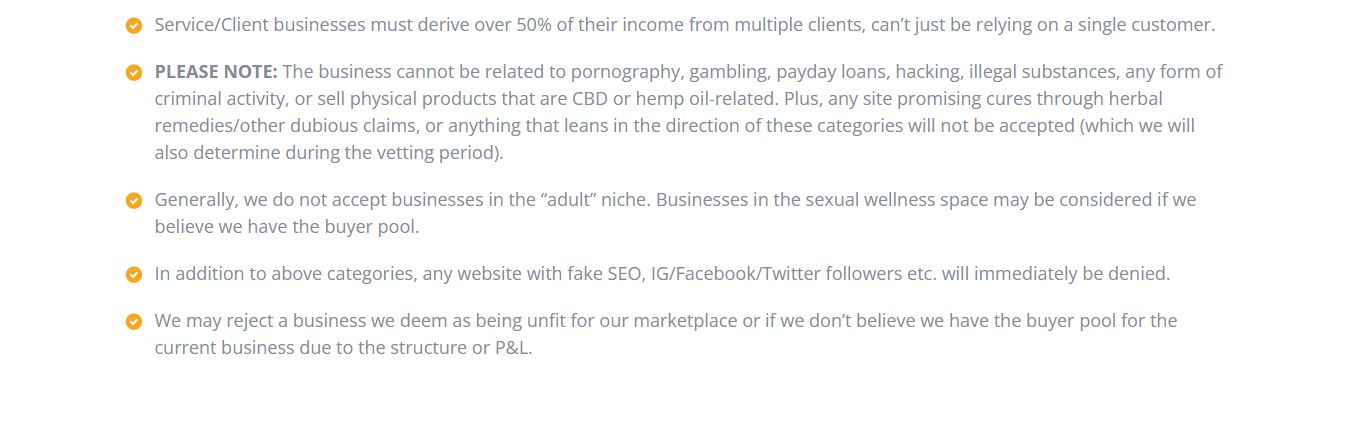 Service/Client businesses must derive over 50% of their income from multiple clients, can’t just be relying on a single customer.
PLEASE NOTE: The business cannot be related to pornography, gambling, payday loans, hacking, illegal substances, any form of
criminal activity, or sell physical products that are CBD or hemp oil-related. Plus, any site promising cures through herbal
remedies/other dubious claims, or anything that leans in the direction of these categories will not be accepted (which we will
also determine during the vetting period).
Generally, we do not accept businesses in the “adult” niche. Businesses in the sexual wellness space may be considered if we
believe we have the buyer pool.
In addition to above categories, any website with fake SEO, IG/Facebook/Twitter followers etc. will immediately be denied.
We may reject a business we deem as being unfit for our marketplace or if we don’t believe we have the buyer pool for the
current business due to the structure or P&L.